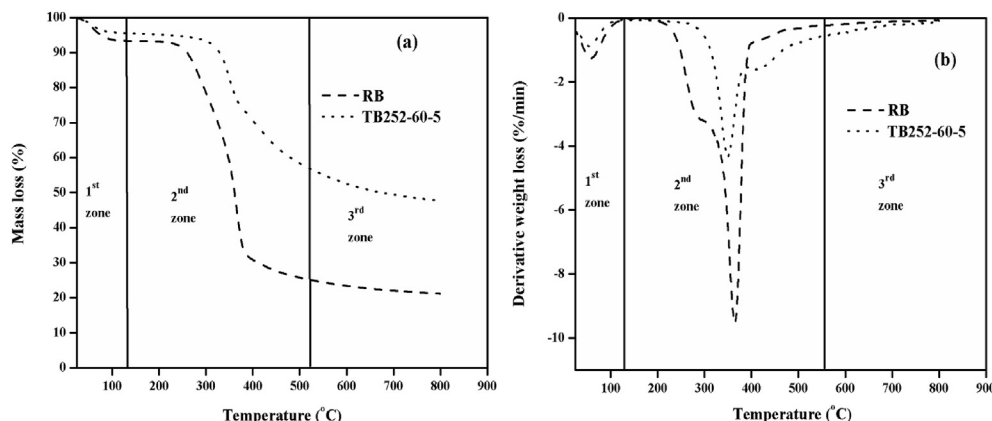 100
90
80
70
60
50
40
30
20
10
0
Mass loss (%)
(a)
RB
TB252-60-5
1st
zone
2nd
zone
3rd
zone
100 200 300 400 500 600 700 800 900
Temperature (°C)
0
-2
-4
-6
-8
-10
Derivative weight loss (%/min)
(b)
RB
TB252-60-5
1st
zone
2nd
zone
3rd
zone
100 200 300 400 500 600 700 800 900
Temperature (°C)